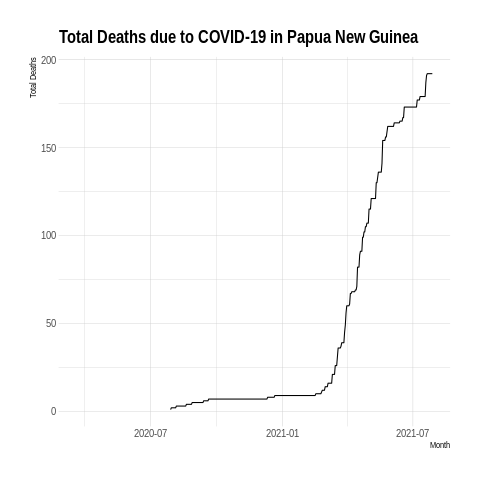 Total Deaths due to COVID-19 in Papua New Guinea
Total Deaths
200
150
100
50
0
2020-07
2021-01
2021-07
Month